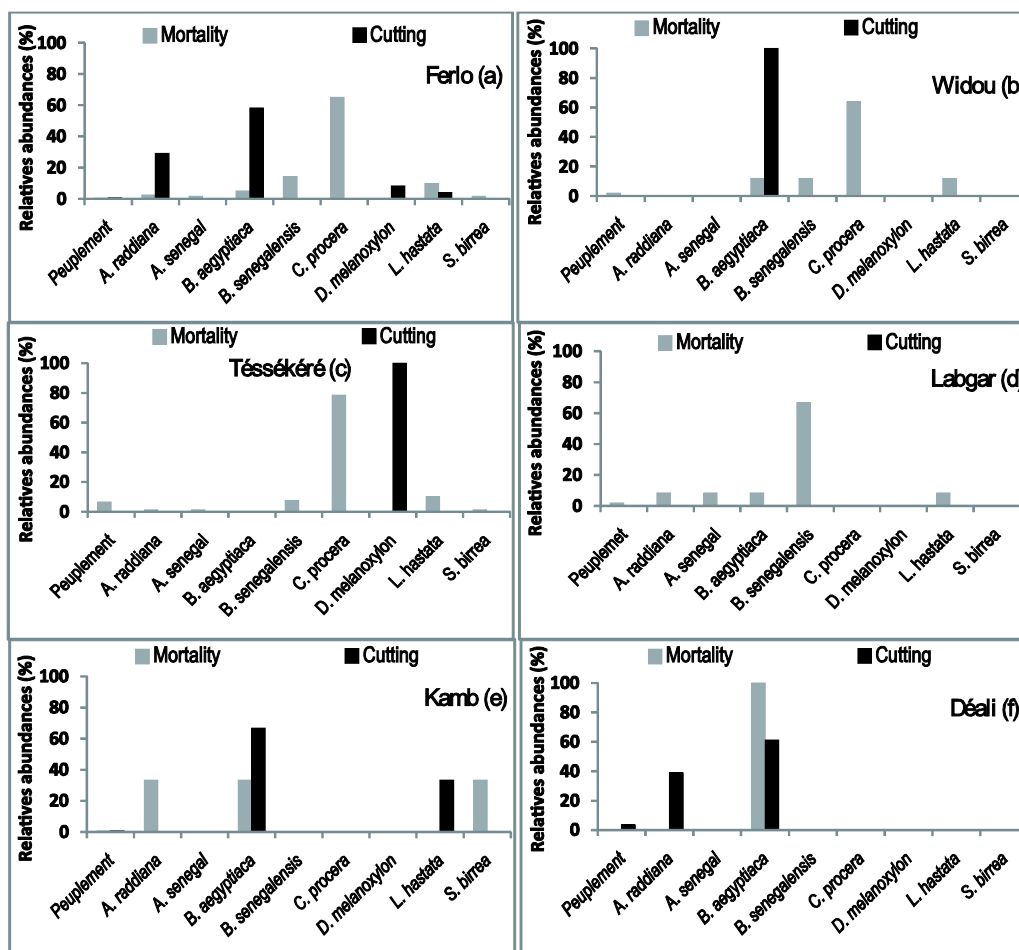 Mortality Cutting
Ferlo (a)
Relatives abundances (%)
100
80
60
40
20
0
Peuplement A. raddiana A. senegal B. aegyptiaca B. senegalensis C. procera D. melanoxylon L. hastata S. birrea
Mortality Cutting
Widou (b
Relatives abundances (%)
100
80
60
40
20
0
Peuplement A. raddiana A. senegal B. aegyptiaca B. senegalensis C. procera D. melanoxylon L. hastata S. birrea
Mortality Cutting
Téssékéré (c)
Relatives abundances (%)
100
80
60
40
20
0
Peuplement A. raddiana A. senegal B. aegyptiaca B. senegalensis C. procera D. melanoxylon L. hastata S. birrea
Mortality Cutting
Labgar (d)
Relatives abundances (%)
100
80
60
40
20
0
Peuplemet A. raddiana A. senegal B. aegyptiaca B. senegalensis C. procera D. melanoxylon L. hastata S. birrea
Mortality Cutting
Kamb (e)
Relatives abundances (%)
100
80
60
40
20
0
Peuplement A. raddiana A. senegal B. aegyptiaca B. senegalensis C. procera D. melanoxylon L. hastata S. birrea
Mortality Cutting
Déali (f)
Relatives abundances (%)
100
80
60
40
20
0
Peuplement A. raddiana A. senegal B. aegyptiaca B. senegalensis C. procera D. melanoxylon L. hastata S. birrea